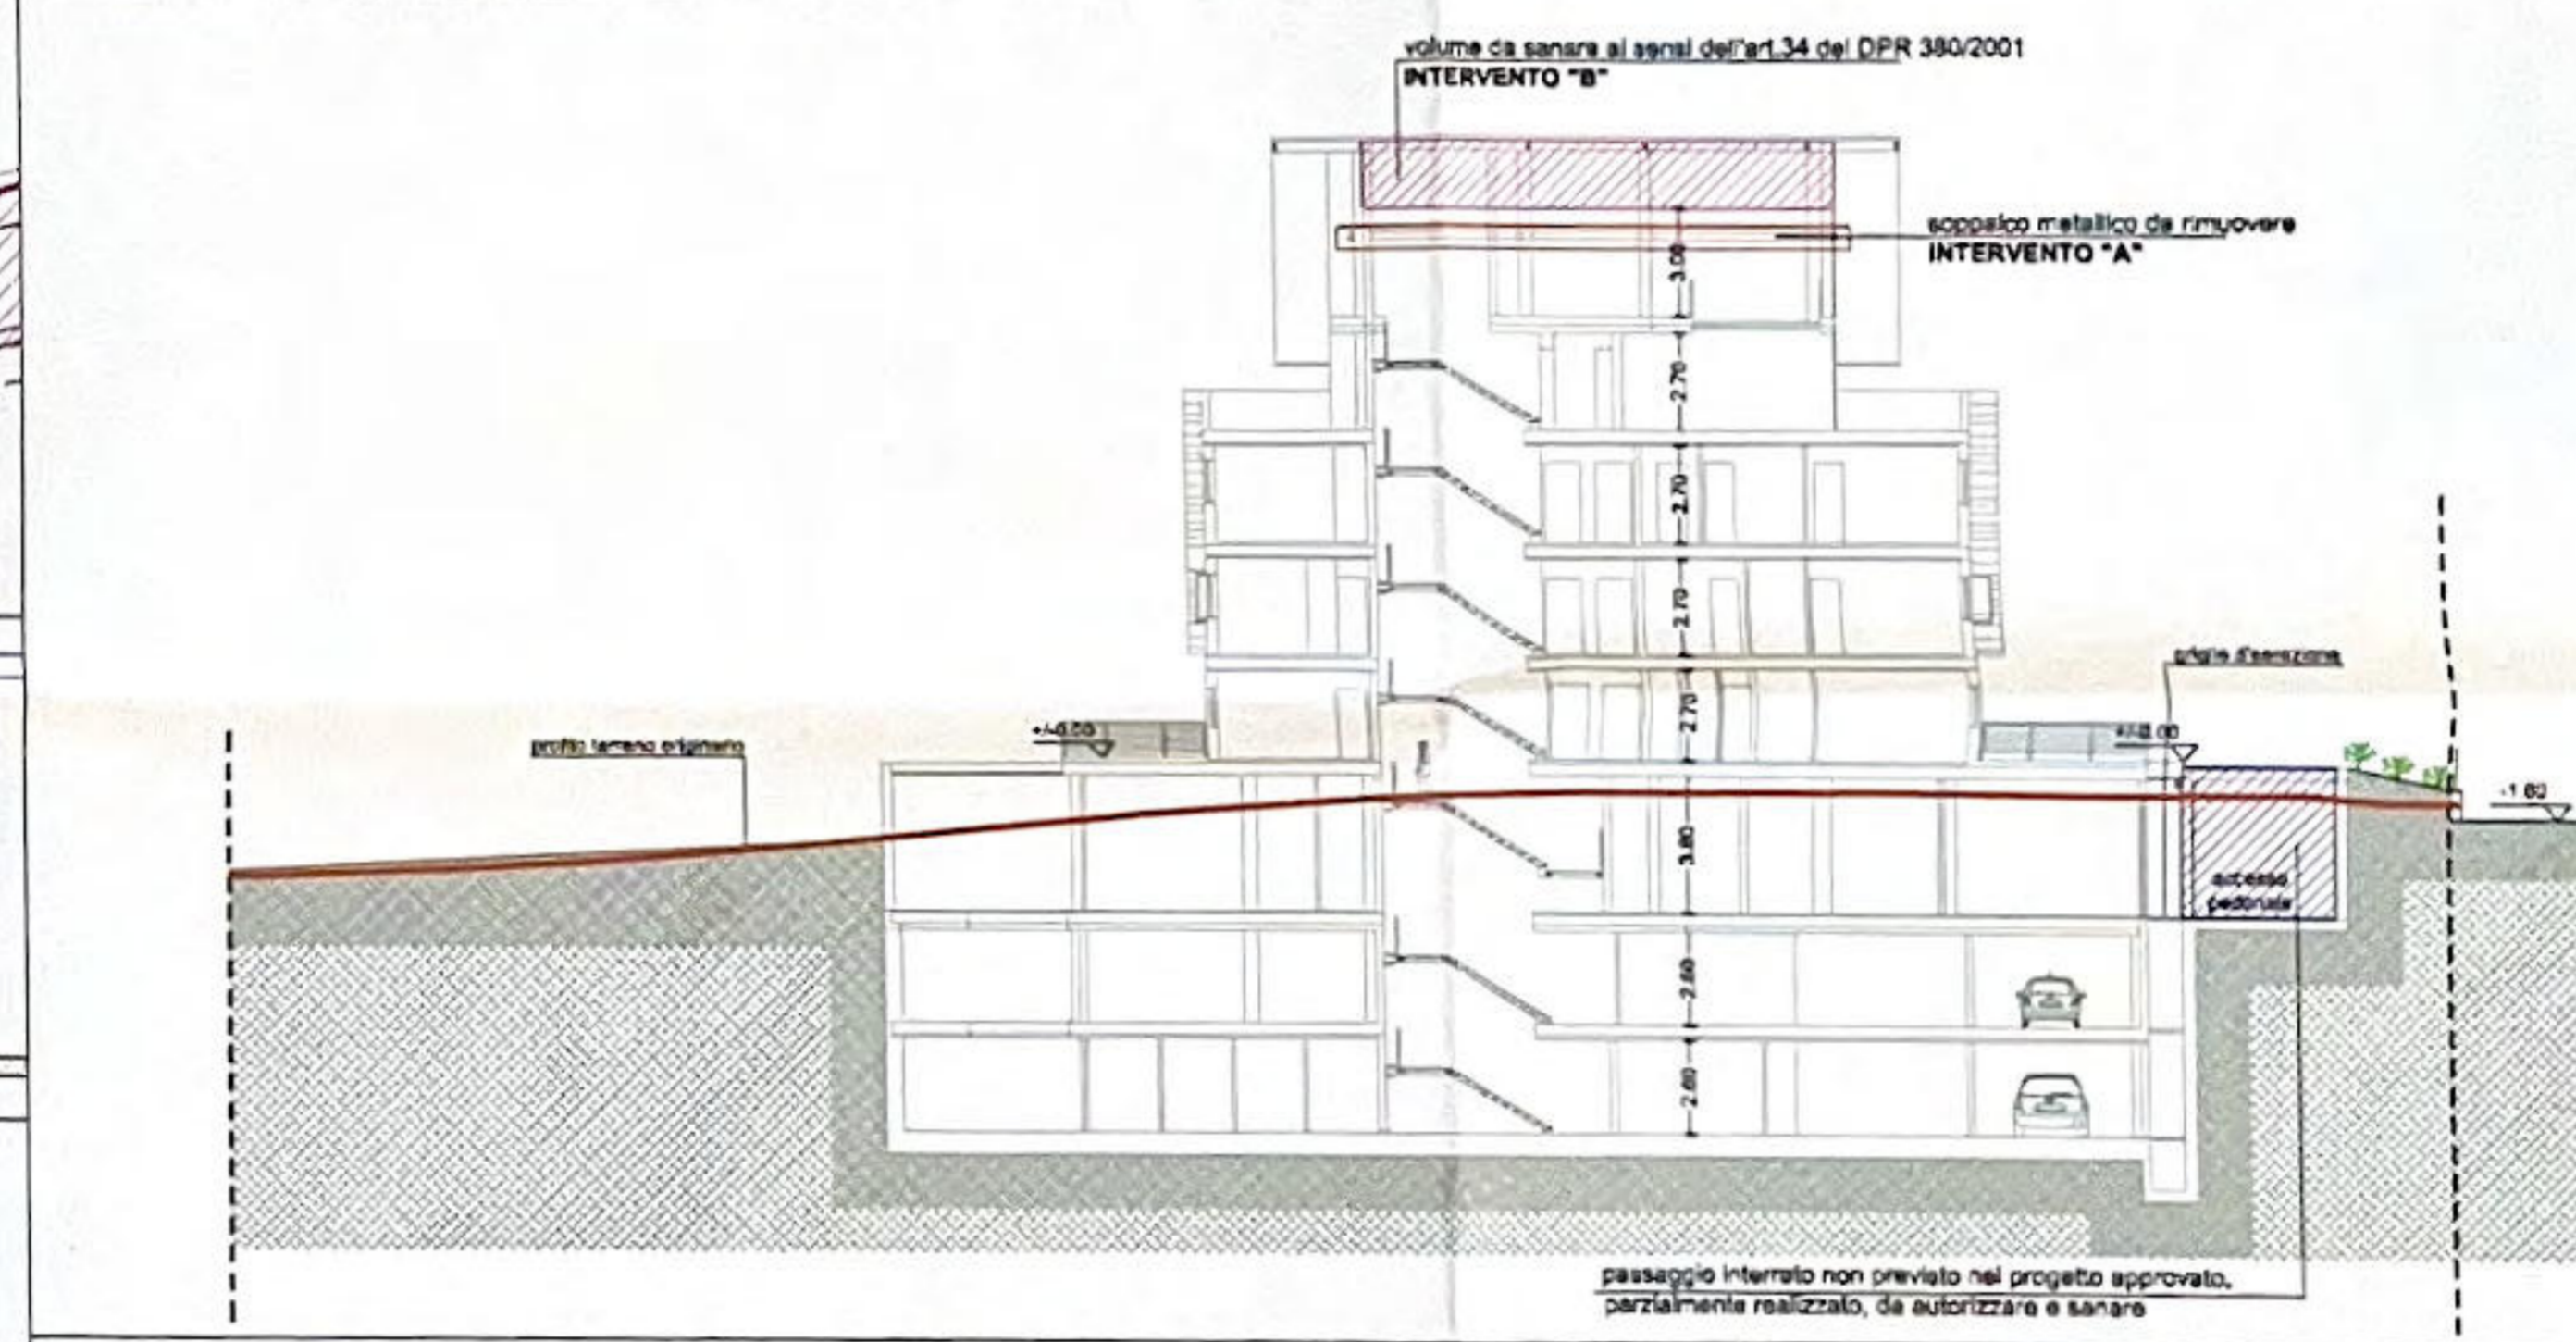 volume da sanare ai sensi dell'art.34 del DPR 380/2001
INTERVENTO "B"
soppalco metallico da rimuovere
INTERVENTO "A"
3.00
2.70
2.70
2.70
2.70
griglia d'aerazione
profilo terreno originario
+/-0.00
+/-0.00
-1.60
3.80
accesso
pedonale
2.60
2.60
passaggio interrato non previsto nel progetto approvato,
parzialmente realizzato, da autorizzare e sanare